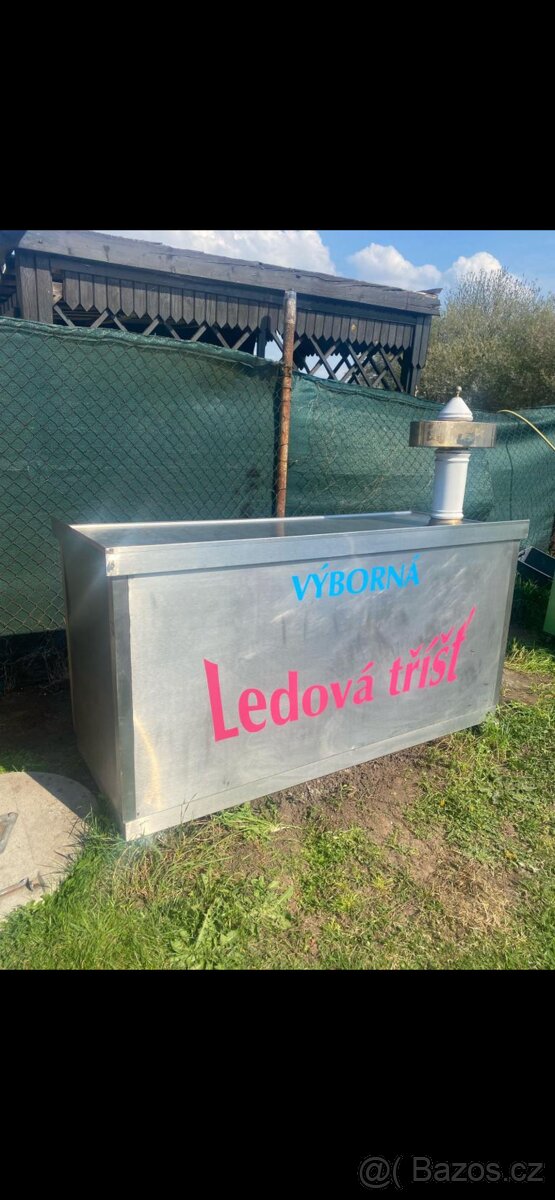 VÝBORNÁ
Ledová tříšť
@( Bazos.cz